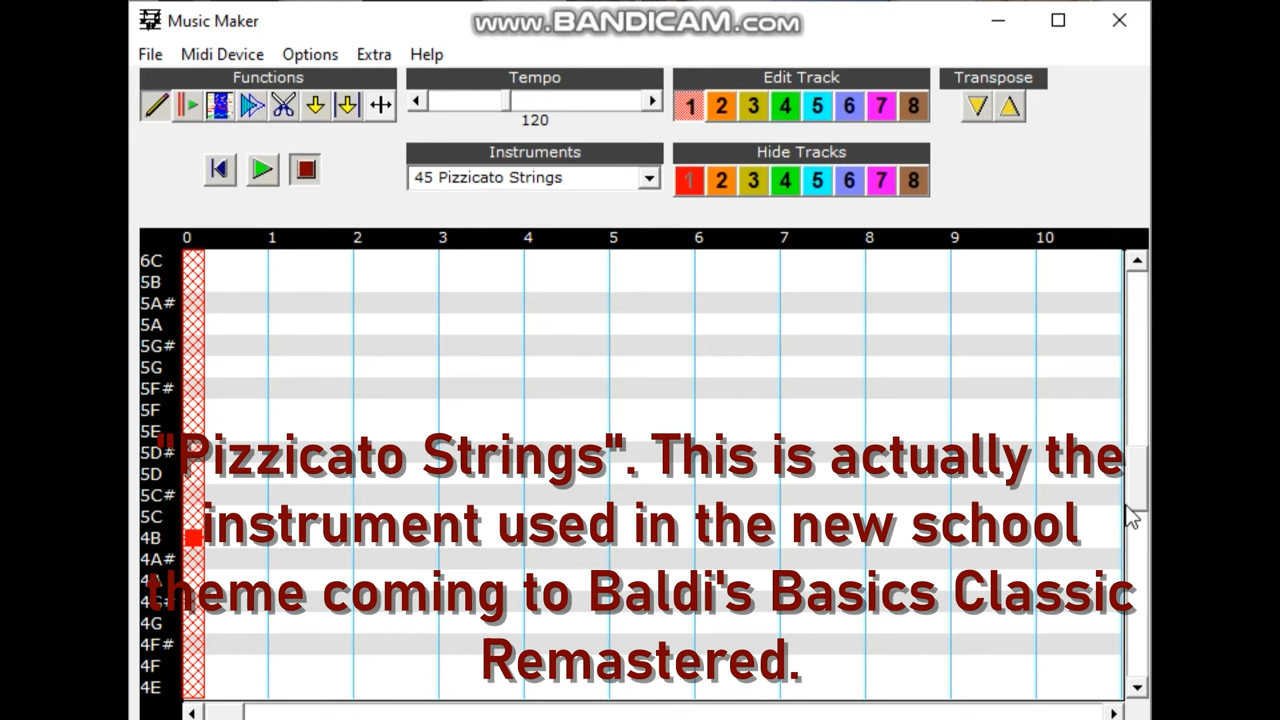 Music Maker
www.BANDICAM.com
File Midi Device Options Extra Help
Functions Tempo Edit Track Transpose
1 2 3 4 5 6 7 8
120
Instruments Hide Tracks
45 Pizzicato Strings 1 2 3 4 5 6 7 8
0 1 2 3 4 5 6 7 8 9 10
6C
5B
5A#
5A
5G#
5G
5F#
5F
5E
5D#
5D
5C#
5C
4B
4A#
4G
4F#
4F
4E
"Pizzicato Strings". This is actually the
instrument used in the new school
theme coming to Baldi's Basics Classic
Remastered.